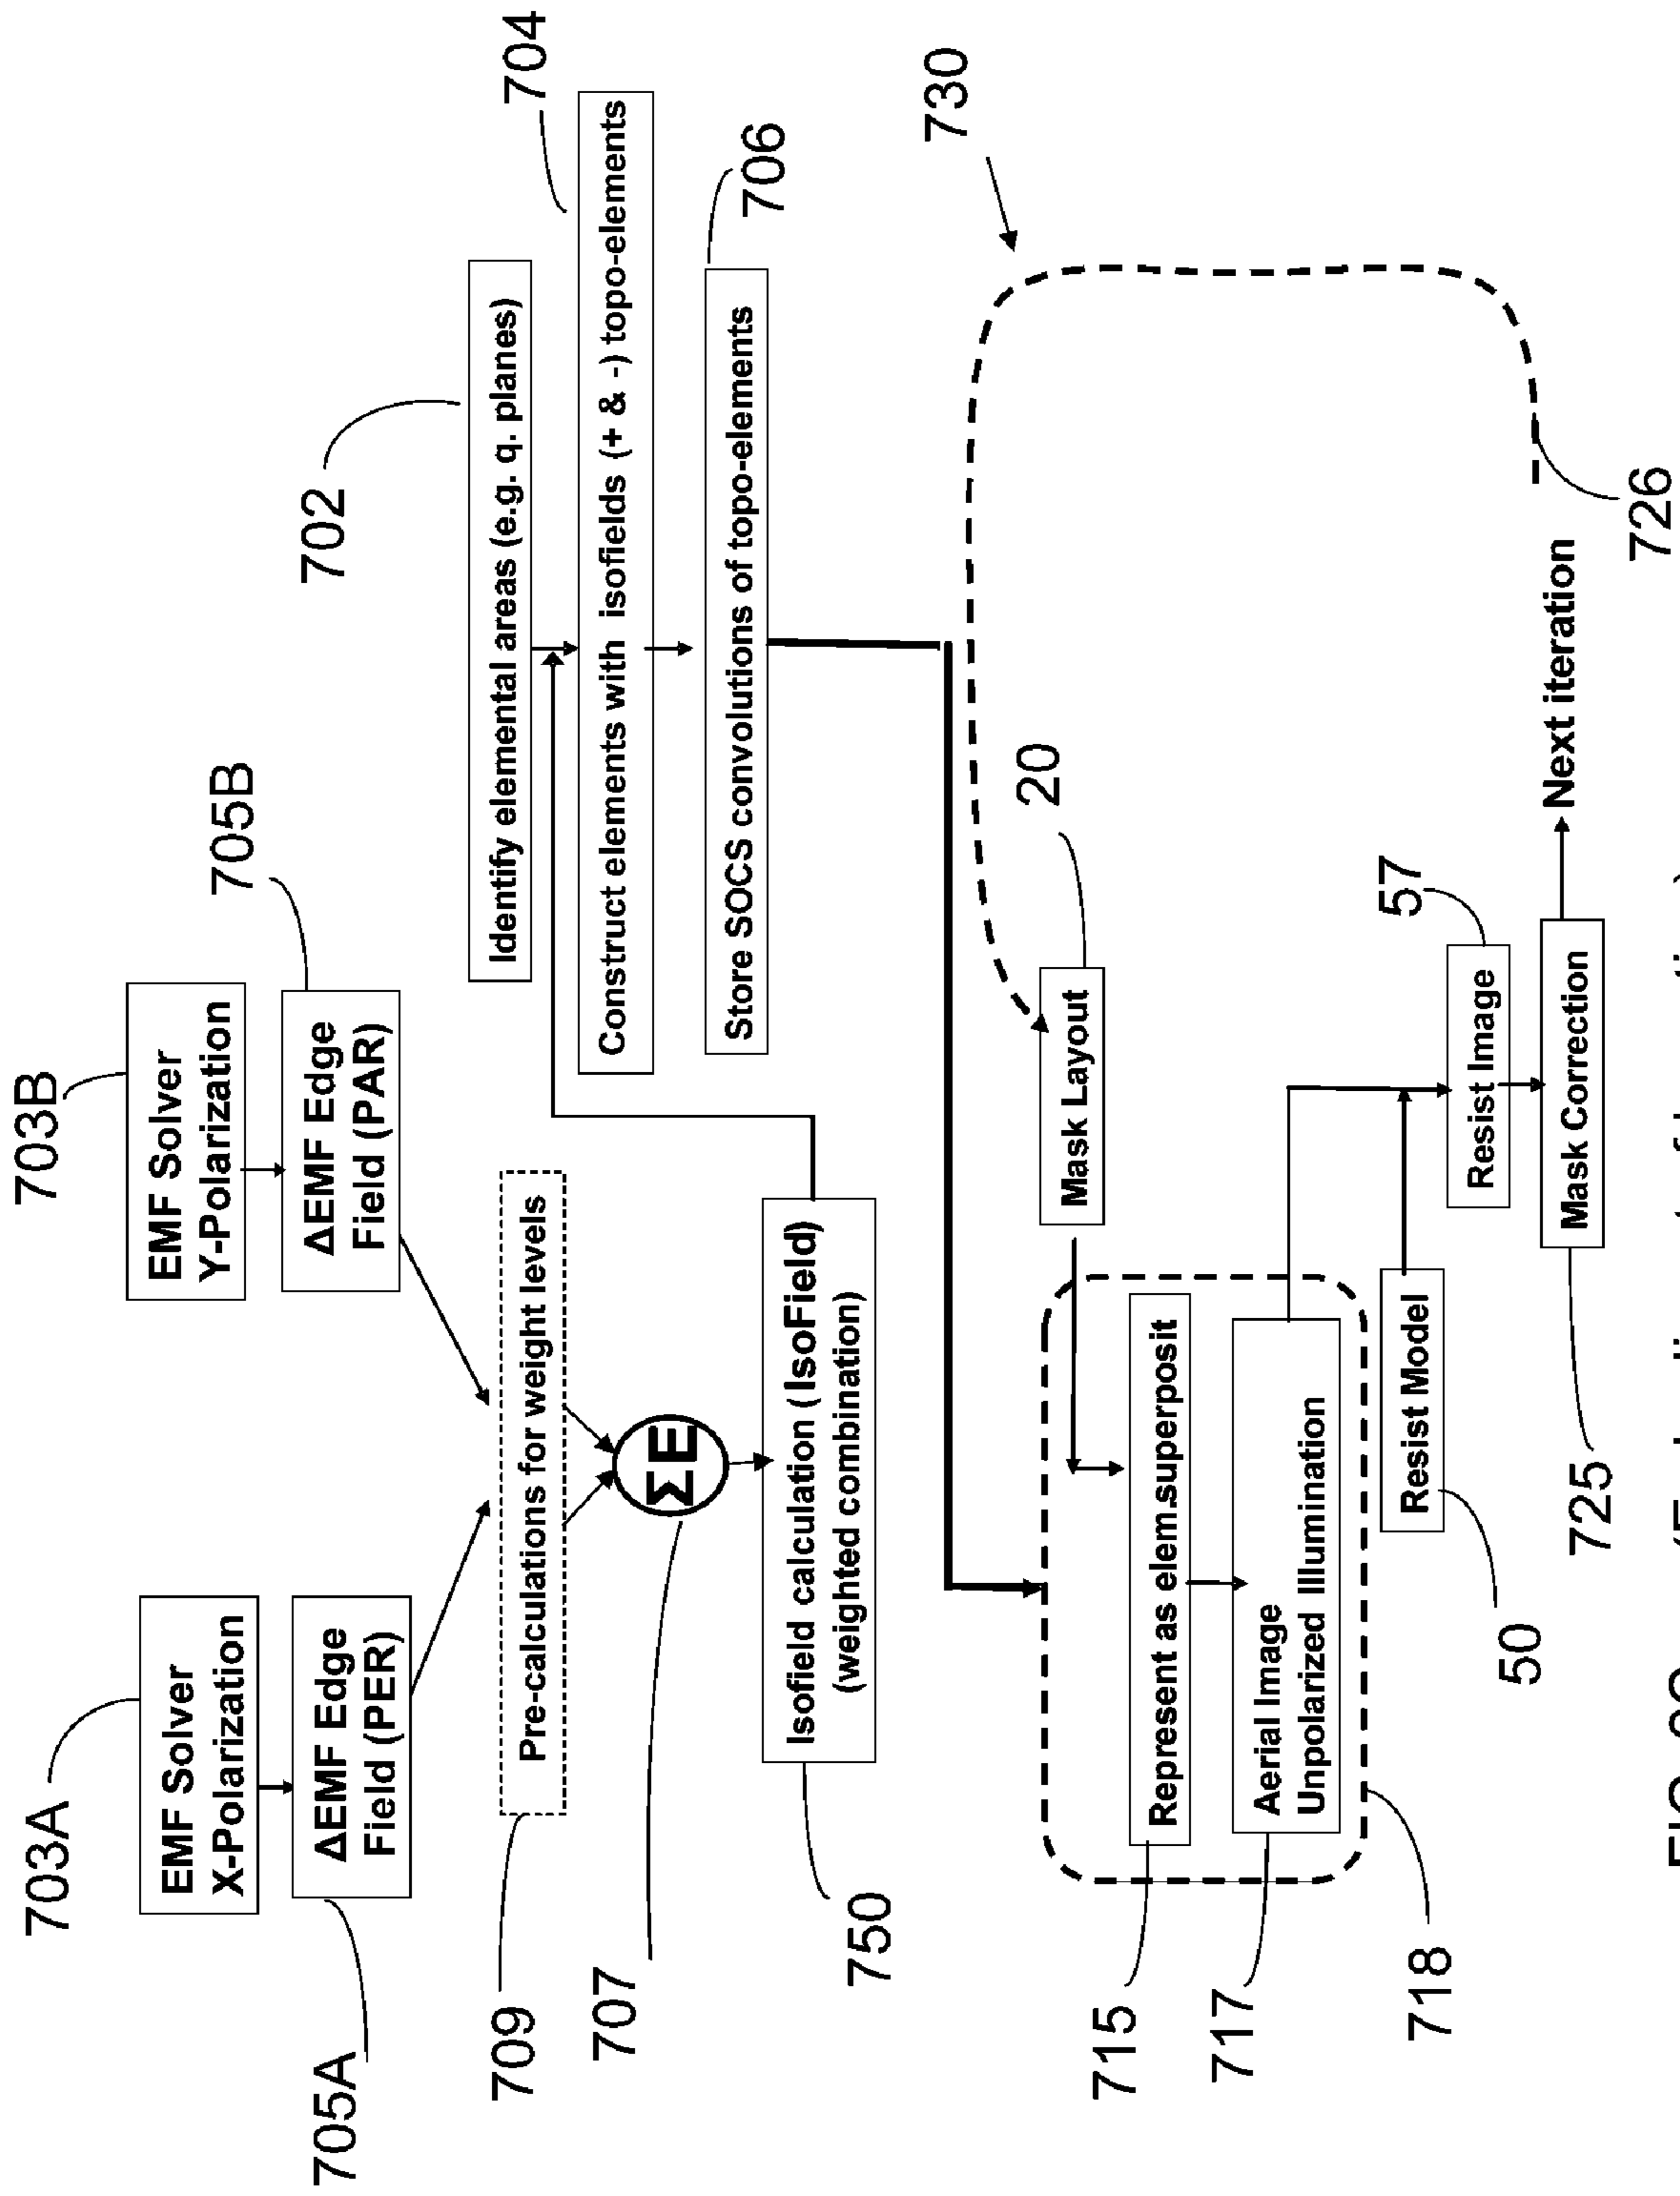 703A
EMF Solver
X-Polarization
705A
ΔEMF Edge
Field (PER)
703B
EMF Solver
Y-Polarization
705B
ΔEMF Edge
Field (PAR)
709
Pre-calculations for weight levels
707
ΣE
750
Isofield calculation (IsoField)
(weighted combination)
702
Identify elemental areas (e.g. q. planes)
704
Construct elements with isofields (+ & -) topo-elements
706
Store SOCS convolutions of topo-elements
730
20
Mask Layout
715
Represent as elem.superposit
717
Aerial Image
Unpolarized Illumination
718
Resist Model
50
57
Resist Image
725
Mask Correction
Next iteration
726